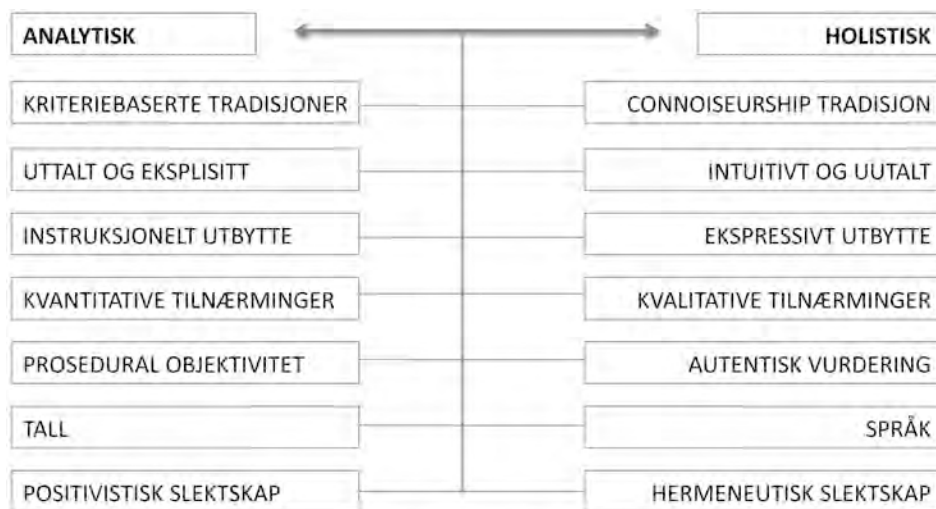 ANALYTISK HOLISTISK
KRITERIEBASERTE TRADISJONER CONNOISEURSHIP TRADISJON
UTTALT OG EKSPLISITT INTUITIVT OG UUTALT
INSTRUKSJONELT UTBYTTE EKSPRESSIVT UTBYTTE
KVANTITATIVE TILNÆRMINGER KVALITATIVE TILNÆRMINGER
PROSEDURAL OBJEKTIVITET AUTENTISK VURDERING
TALL SPRÅK
POSITIVISTISK SLEKTSKAP HERMENEUTISK SLEKTSKAP